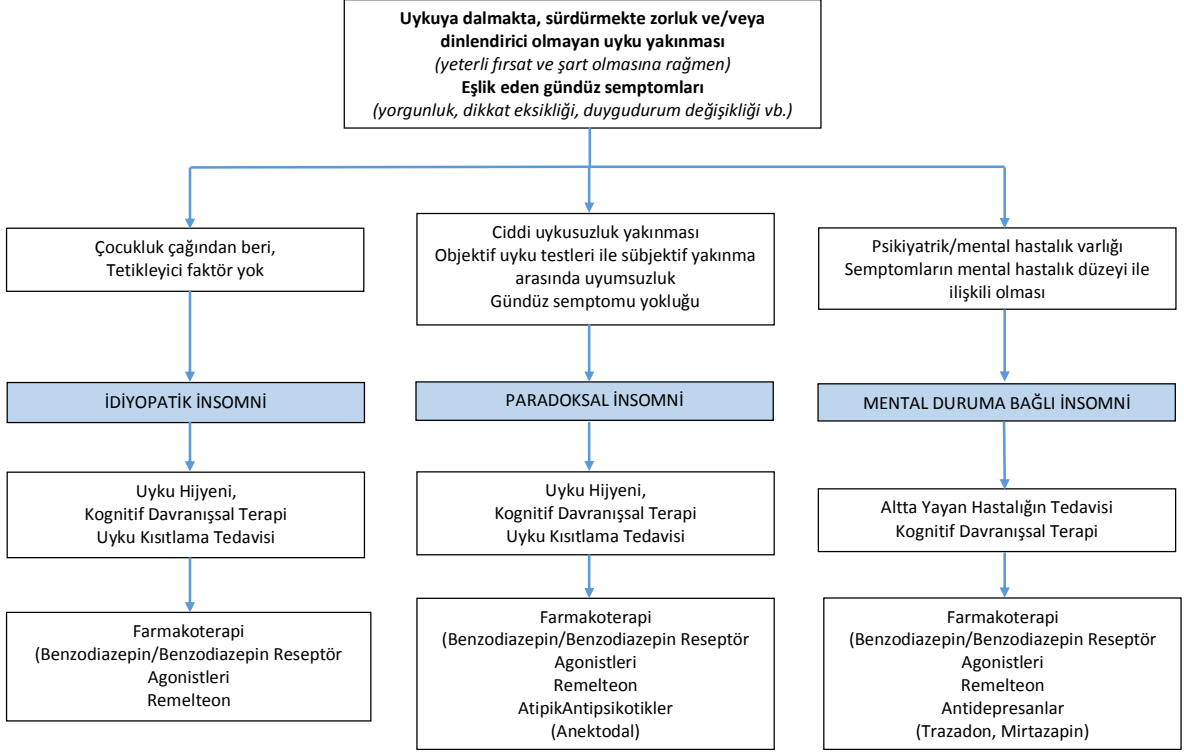 Uykuya dalmakta, sürdürmekte zorluk ve/veya
dinlendirici olmayan uyku yakınması
(yeterli fırsat ve şart olmasına rağmen)
Eşlik eden gündüz semptomları
(yorgunluk, dikkat eksikliği, duygudurum değişikliği vb.)
Çocukluk çağından beri,
Tetikleyici faktör yok
Ciddi uykusuzluk yakınması
Objektif uyku testleri ile sübjektif yakınma
arasında uyumsuzluk
Gündüz semptomu yokluğu
Psikiyatrik/mental hastalık varlığı
Semptomların mental hastalık düzeyi ile
ilişkili olması
İDİYOPATİK İNSOMNİ
PARADOKSAL İNSOMNİ
MENTAL DURUMA BAĞLI İNSOMNİ
Uyku Hijyeni,
Kognitif Davranışsal Terapi
Uyku Kısıtlama Tedavisi
Uyku Hijyeni,
Kognitif Davranışsal Terapi
Uyku Kısıtlama Tedavisi
Altta Yayan Hastalığın Tedavisi
Kognitif Davranışsal Terapi
Farmakoterapi
(Benzodiazepin/Benzodiazepin Reseptör
Agonistleri
Remelteon
Farmakoterapi
(Benzodiazepin/Benzodiazepin Reseptör
Agonistleri
Remelteon
AtipikAntipsikotikler
(Anektodal)
Farmakoterapi
(Benzodiazepin/Benzodiazepin Reseptör
Agonistleri
Remelteon
Antidepresanlar
(Trazadon, Mirtazapin)